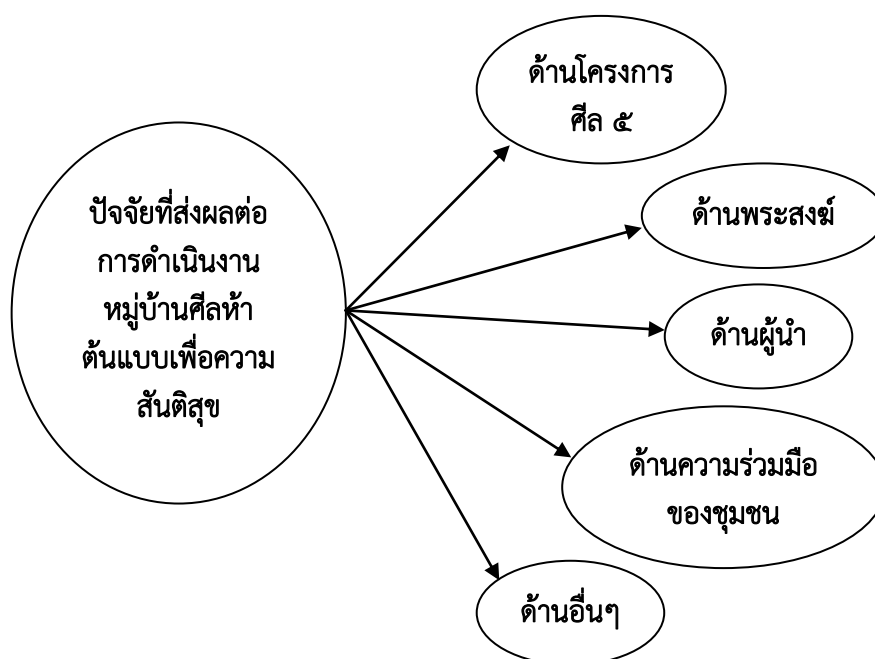 ด้านโครงการ
ศีล ๕
ปัจจัยที่ส่งผลต่อ
การดำเนินงาน
หมู่บ้านศีลห้า
ต้นแบบเพื่อความ
สันติสุข
ด้านพระสงฆ์
ด้านผู้นำ
ด้านความร่วมมือ
ของชุมชน
ด้านอื่นๆ